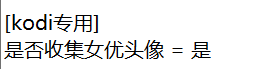 [kodi专用]
是否收集女优头像 = 是